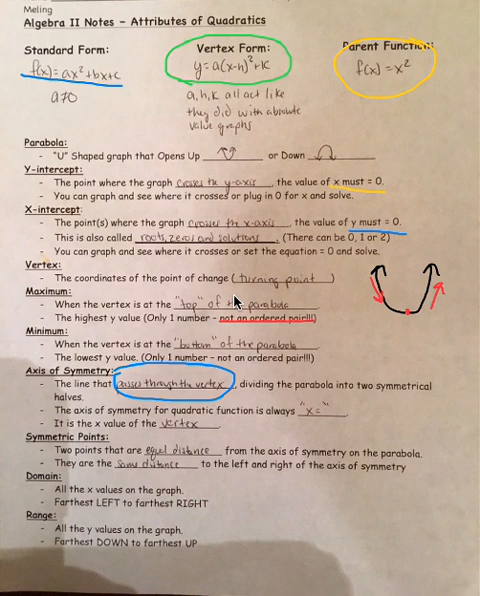 Meling
Algebra II Notes – Attributes of Quadratics
Standard Form: Vertex Form: Parent Function:
f(x)=ax²+bx+c y=a(x-h)²+k f(x)=x²
a≠0 a,h,k all act like
they did with absolute
value graphs
Parabola:
- "U" Shaped graph that Opens Up or Down
Y-intercept:
- The point where the graph crosses the y-axis, the value of x must = 0.
- You can graph and see where it crosses or plug in 0 for x and solve.
X-intercept:
- The point(s) where the graph crosses the x-axis, the value of y must = 0.
- This is also called roots, zeros and solutions. (There can be 0, 1 or 2)
- You can graph and see where it crosses or set the equation = 0 and solve.
Vertex:
- The coordinates of the point of change (turning point)
Maximum:
- When the vertex is at the "top" of the parabola
- The highest y value (Only 1 number - not an ordered pair!!!)
Minimum:
- When the vertex is at the "bottom" of the parabola
- The lowest y value. (Only 1 number - not an ordered pair!!!)
Axis of Symmetry:
- The line that passes through the vertex, dividing the parabola into two symmetrical
halves.
- The axis of symmetry for quadratic function is always "x=".
- It is the x value of the vertex.
Symmetric Points:
- Two points that are equal distance from the axis of symmetry on the parabola.
- They are the same distance to the left and right of the axis of symmetry
Domain:
- All the x values on the graph.
- Farthest LEFT to farthest RIGHT
Range:
- All the y values on the graph.
- Farthest DOWN to farthest UP